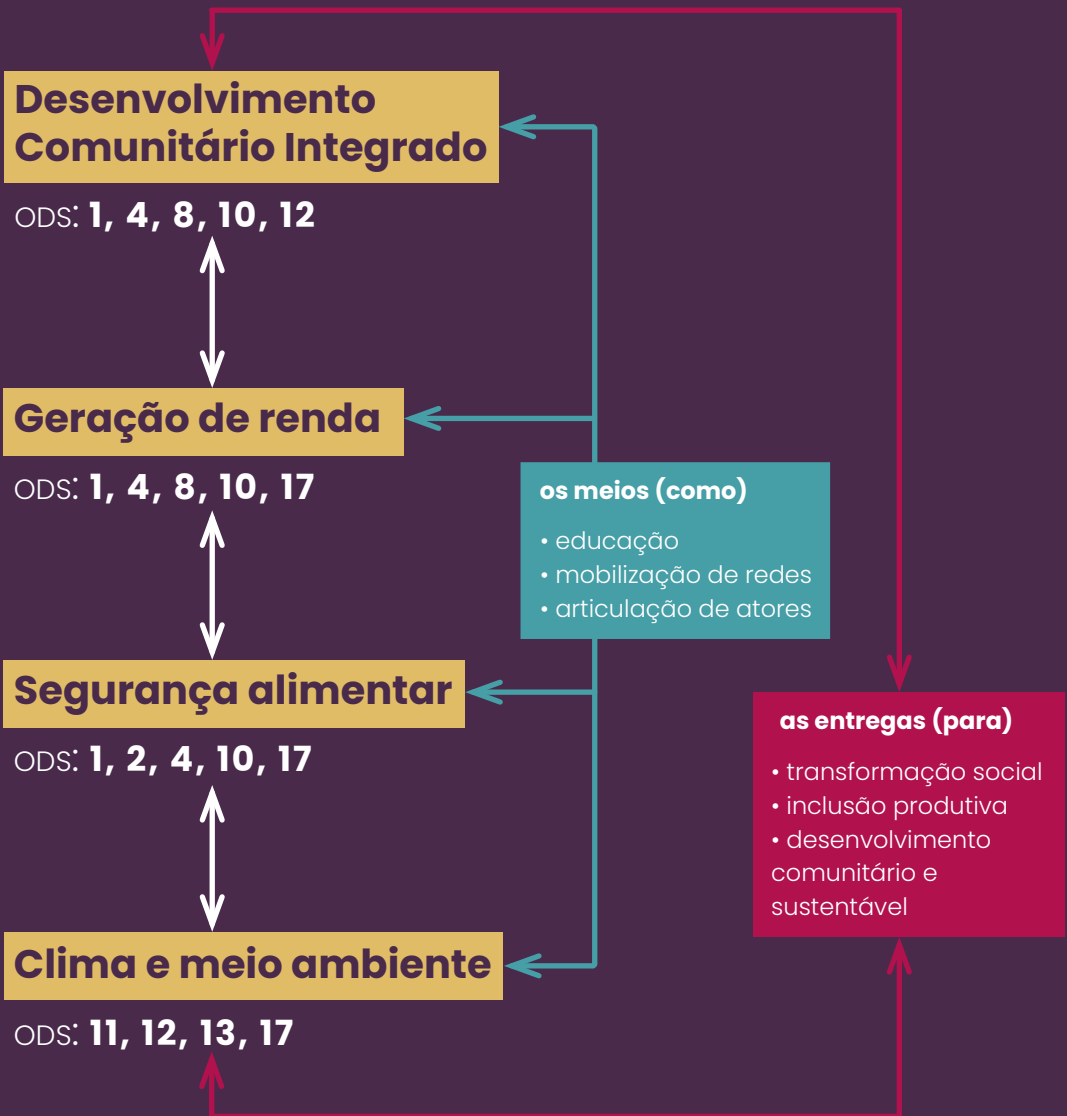 Desenvolvimento
Comunitário Integrado
ODS: 1, 4, 8, 10, 12
Geração de renda
ODS: 1, 4, 8, 10, 17
os meios (como)
• educação
• mobilização de redes
• articulação de atores
Segurança alimentar
ODS: 1, 2, 4, 10, 17
as entregas (para)
• transformação social
• inclusão produtiva
• desenvolvimento
comunitário e
sustentável
Clima e meio ambiente
ODS: 11, 12, 13, 17